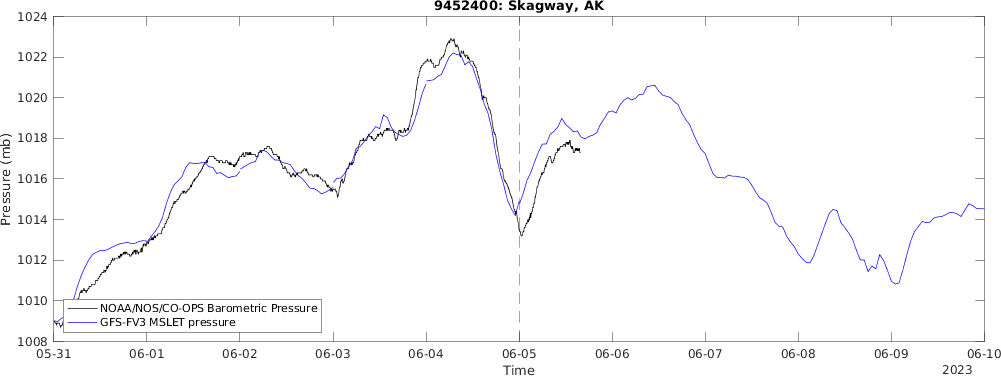 9452400: Skagway, AK
Pressure (mb)
1024
1022
1020
1018
1016
1014
1012
1010
1008
NOAA/NOS/CO-OPS Barometric Pressure
GFS-FV3 MSLET pressure
05-31 06-01 06-02 06-03 06-04 06-05 06-06 06-07 06-08 06-09 06-10
Time
2023